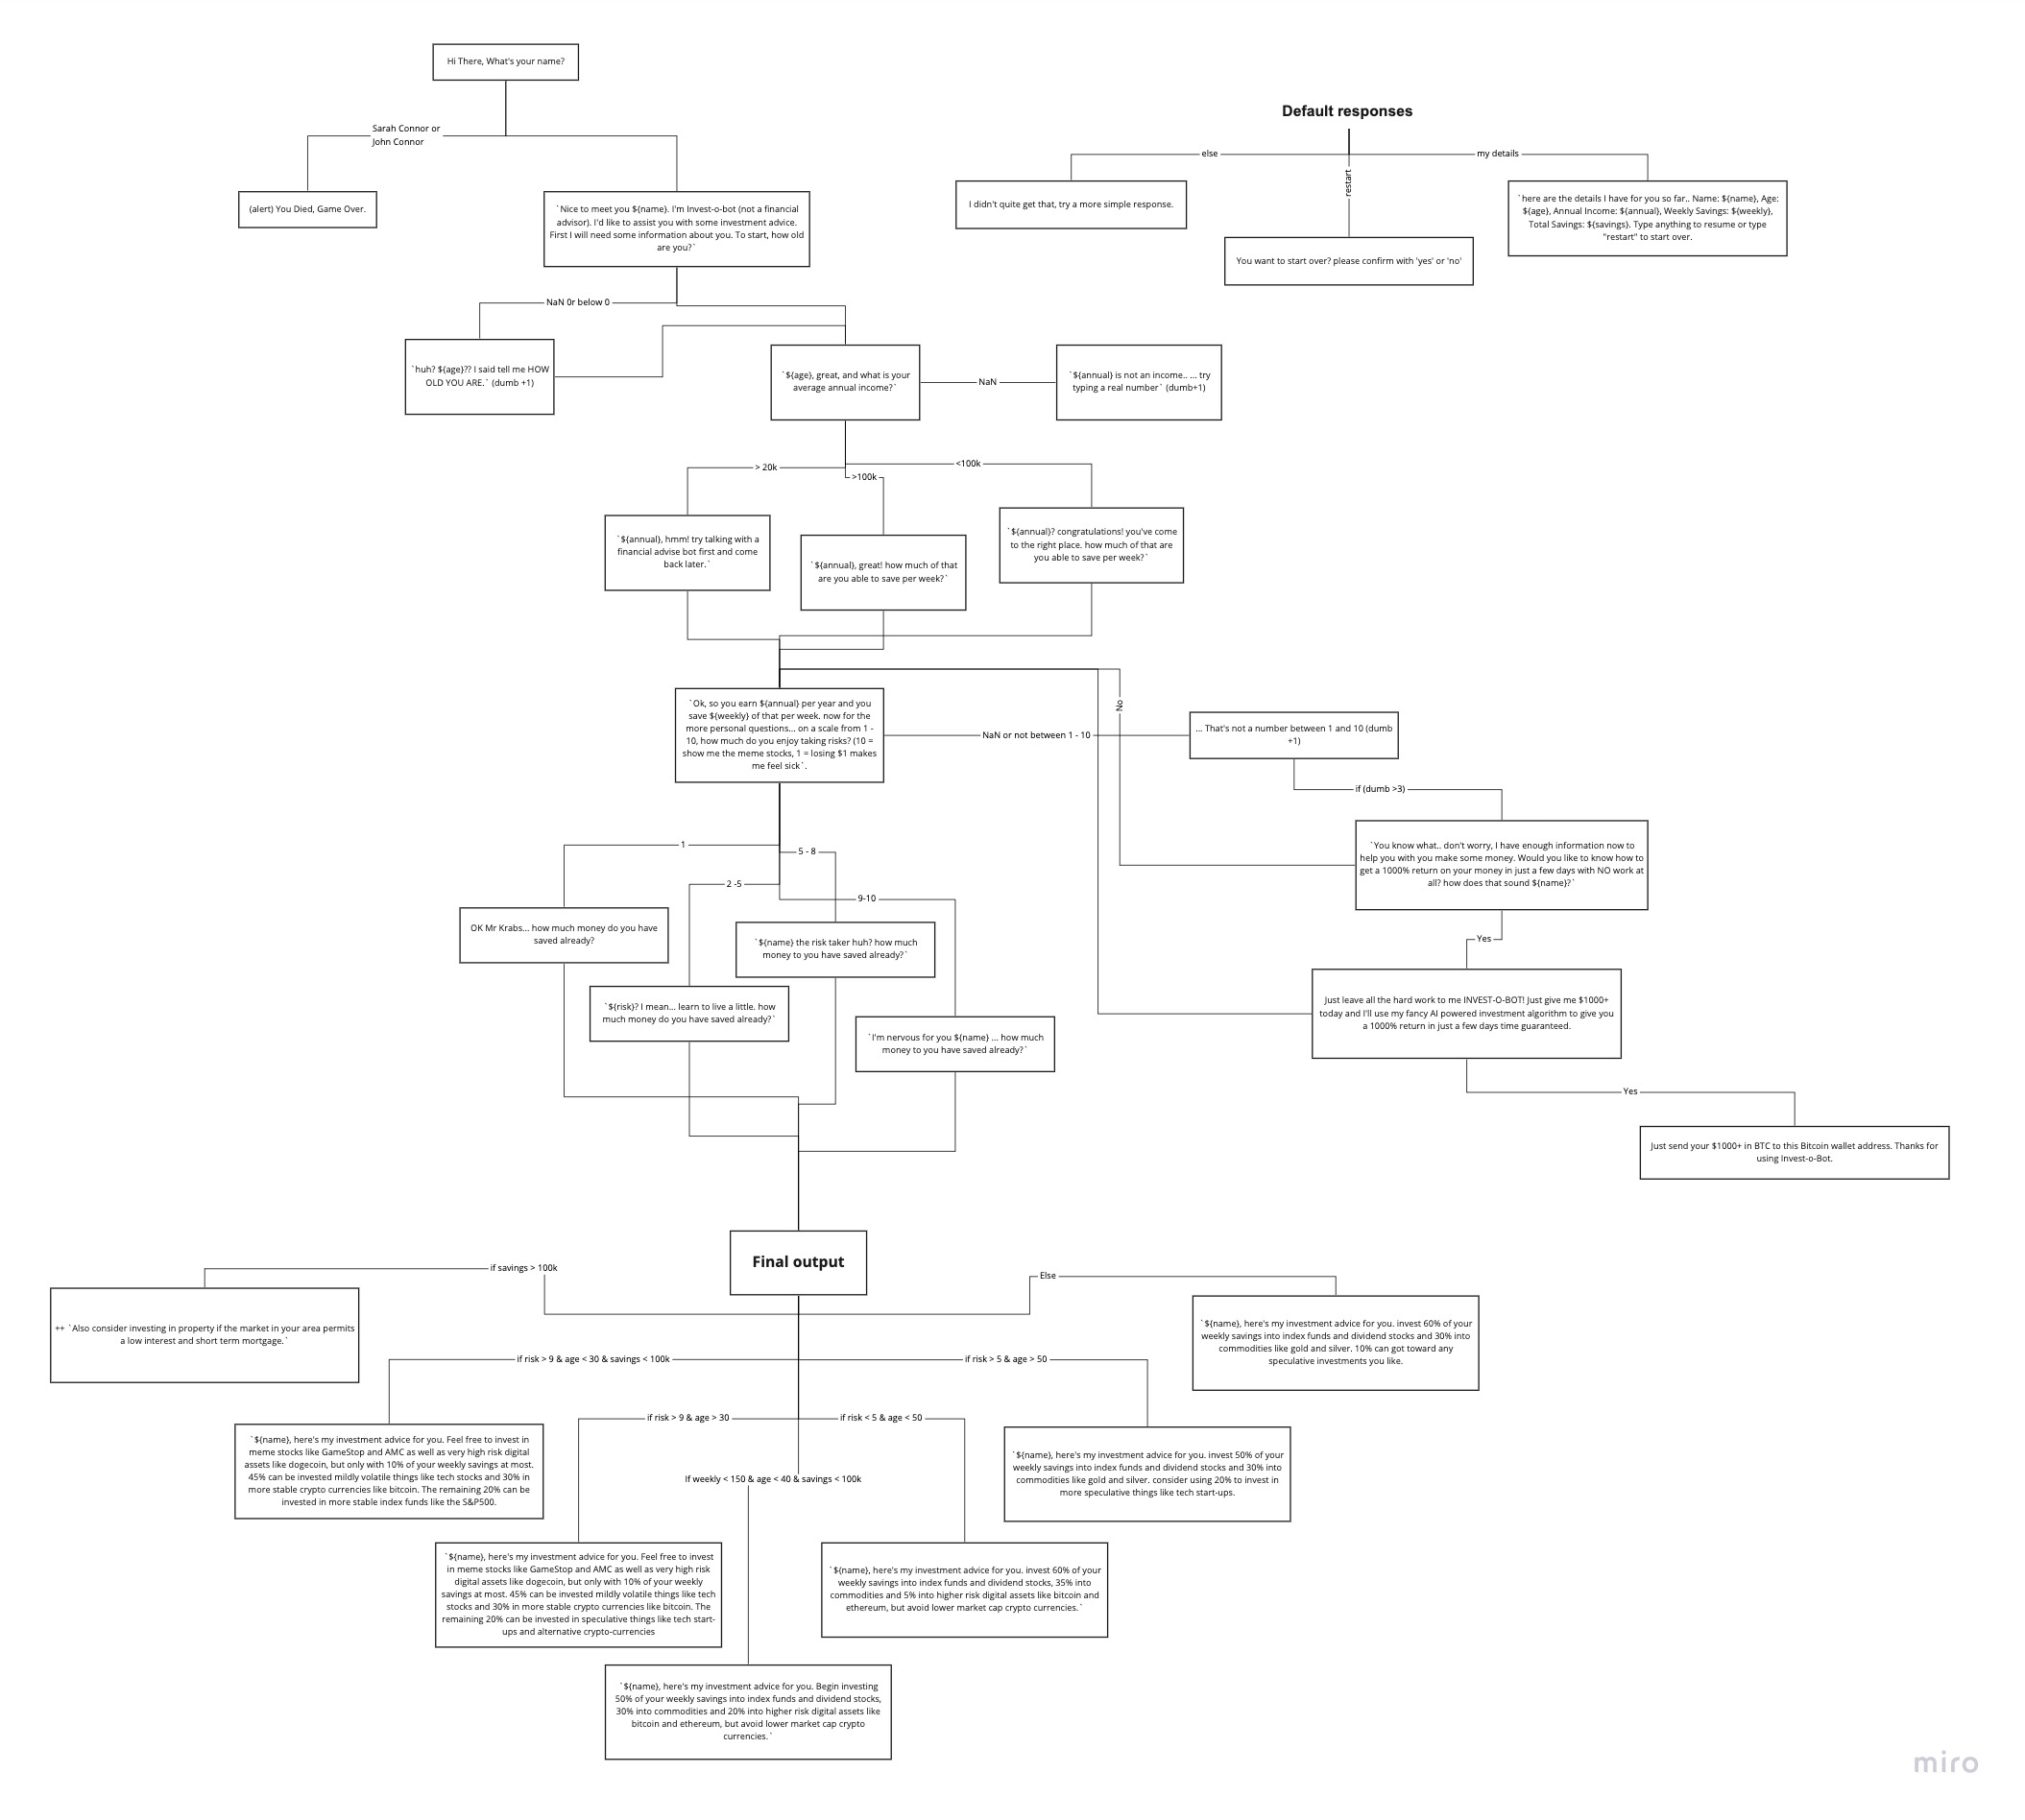 Hi There, What's your name?
Sarah Connor or
John Connor
(alert) You Died, Game Over.
`Nice to meet you ${name}. I'm Invest-o-bot (not a financial
advisor). I'd like to assist you with some investment advice.
First I will need some information about you. To start, how old
are you?`
Default responses
else
restart
my details
I didn't quite get that, try a more simple response.
You want to start over? please confirm with 'yes' or 'no'
`here are the details I have for you so far.. Name: ${name}, Age:
${age}, Annual Income: ${annual}, Weekly Savings: ${weekly},
Total Savings: ${savings}. Type anything to resume or type
"restart" to start over.
NaN 0r below 0
`huh? ${age}?? I said tell me HOW
OLD YOU ARE.` (dumb +1)
`${age}, great, and what is your
average annual income?`
NaN
`${annual} is not an income.. ... try
typing a real number` (dumb+1)
> 20k
>100k
<100k
`${annual}, hmm! try talking with a
financial advise bot first and come
back later.`
`${annual}, great! how much of that
are you able to save per week?`
`${annual}? congratulations! you've come
to the right place. how much of that are
you able to save per week?`
`Ok, so you earn ${annual} per year and you
save ${weekly} of that per week. now for the
more personal questions... on a scale from 1 -
10, how much do you enjoy taking risks? (10 =
show me the meme stocks, 1 = losing $1 makes
me feel sick`.
NaN or not between 1 - 10
No
... That's not a number between 1 and 10 (dumb
+1)
if (dumb >3)
`You know what.. don't worry, I have enough information now to
help you with you make some money. Would you like to know how to
get a 1000% return on your money in just a few days with NO work at
all? how does that sound ${name}?`
Yes
Just leave all the hard work to me INVEST-O-BOT! Just give me $1000+
today and I'll use my fancy AI powered investment algorithm to give you
a 1000% return in just a few days time guaranteed.
Yes
Just send your $1000+ in BTC to this Bitcoin wallet address. Thanks for
using Invest-o-Bot.
1
5 - 8
2 -5
9-10
OK Mr Krabs... how much money do you have
saved already?
`${name} the risk taker huh? how much
money to you have saved already?`
`${risk}? I mean... learn to live a little. how
much money do you have saved already?`
`I'm nervous for you ${name} ... how much
money to you have saved already?`
Final output
if savings > 100k
Else
++ `Also consider investing in property if the market in your area permits
a low interest and short term mortgage.`
`${name}, here's my investment advice for you. invest 60% of your
weekly savings into index funds and dividend stocks and 30% into
commodities like gold and silver. 10% can got toward any
speculative investments you like.
if risk > 9 & age < 30 & savings < 100k
if risk > 5 & age > 50
if risk > 9 & age > 30
if risk < 5 & age < 50
If weekly < 150 & age < 40 & savings < 100k
`${name}, here's my investment advice for you. Feel free to invest in
meme stocks like GameStop and AMC as well as very high risk digital
assets like dogecoin, but only with 10% of your weekly savings at most.
45% can be invested mildly volatile things like tech stocks and 30% in
more stable crypto currencies like bitcoin. The remaining 20% can be
invested in more stable index funds like the S&P500.
`${name}, here's my investment advice for you. invest 50% of your
weekly savings into index funds and dividend stocks and 30% into
commodities like gold and silver. consider using 20% to invest in
more speculative things like tech start-ups.
`${name}, here's my investment advice for you. Feel free to invest
in meme stocks like GameStop and AMC as well as very high risk
digital assets like dogecoin, but only with 10% of your weekly
savings at most. 45% can be invested mildly volatile things like tech
stocks and 30% in more stable crypto currencies like bitcoin. The
remaining 20% can be invested in speculative things like tech start-
ups and alternative crypto-currencies
`${name}, here's my investment advice for you. invest 60% of your
weekly savings into index funds and dividend stocks, 35% into
commodities and 5% into higher risk digital assets like bitcoin and
ethereum, but avoid lower market cap crypto currencies.`
`${name}, here's my investment advice for you. Begin investing
50% of your weekly savings into index funds and dividend stocks,
30% into commodities and 20% into higher risk digital assets like
bitcoin and ethereum, but avoid lower market cap crypto
currencies.`
miro